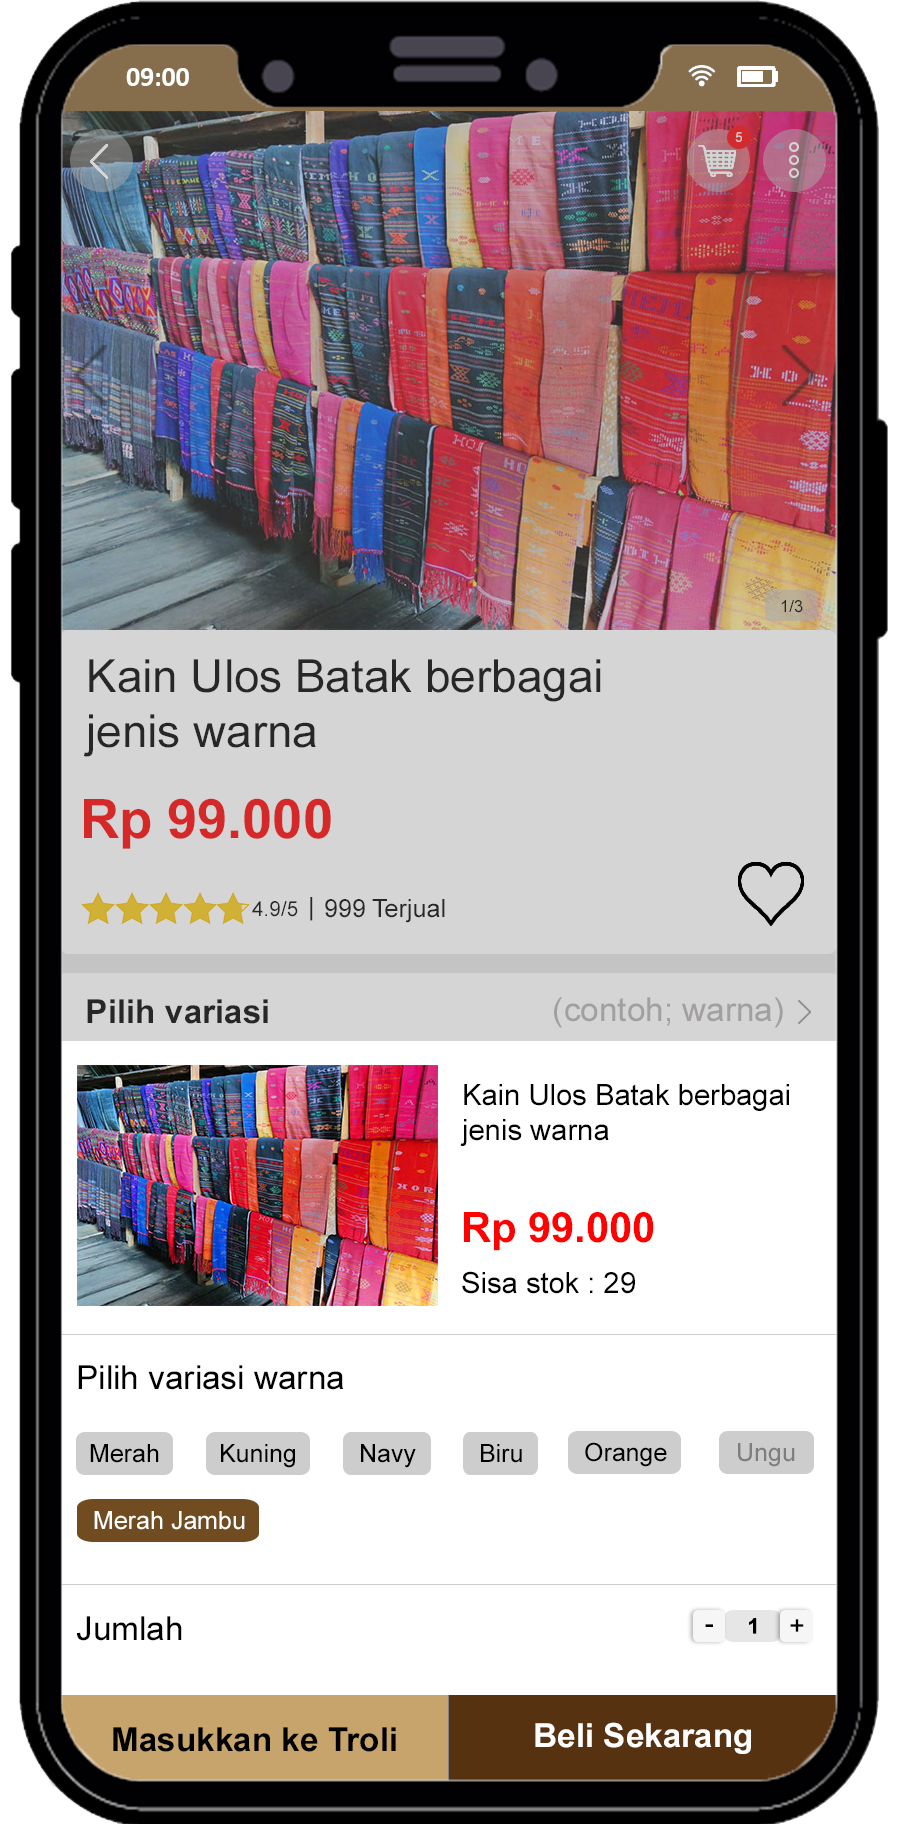 09:00
5
1/3
Kain Ulos Batak berbagai
jenis warna
Rp 99.000
4.9/5 | 999 Terjual
Pilih variasi (contoh; warna)
Kain Ulos Batak berbagai
jenis warna
Rp 99.000
Sisa stok : 29
Pilih variasi warna
Merah Kuning Navy Biru Orange Ungu
Merah Jambu
Jumlah - 1 +
Masukkan ke Troli Beli Sekarang